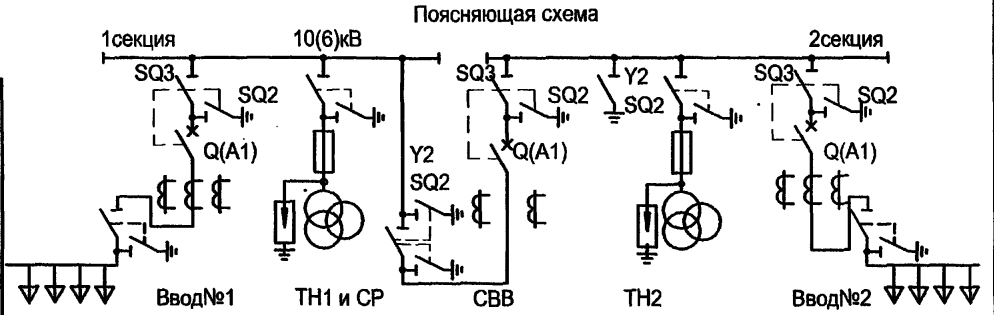 Поясняющая схема
1секция
10(6)кВ
2секция
SQ3
SQ2
Q(A1)
Y2
SQ2
SQ3
SQ2
Q(A1)
Y2
SQ2
SQ3
SQ2
Q(A1)
Ввод№1
ТН1 и СР
СВВ
ТН2
Ввод№2